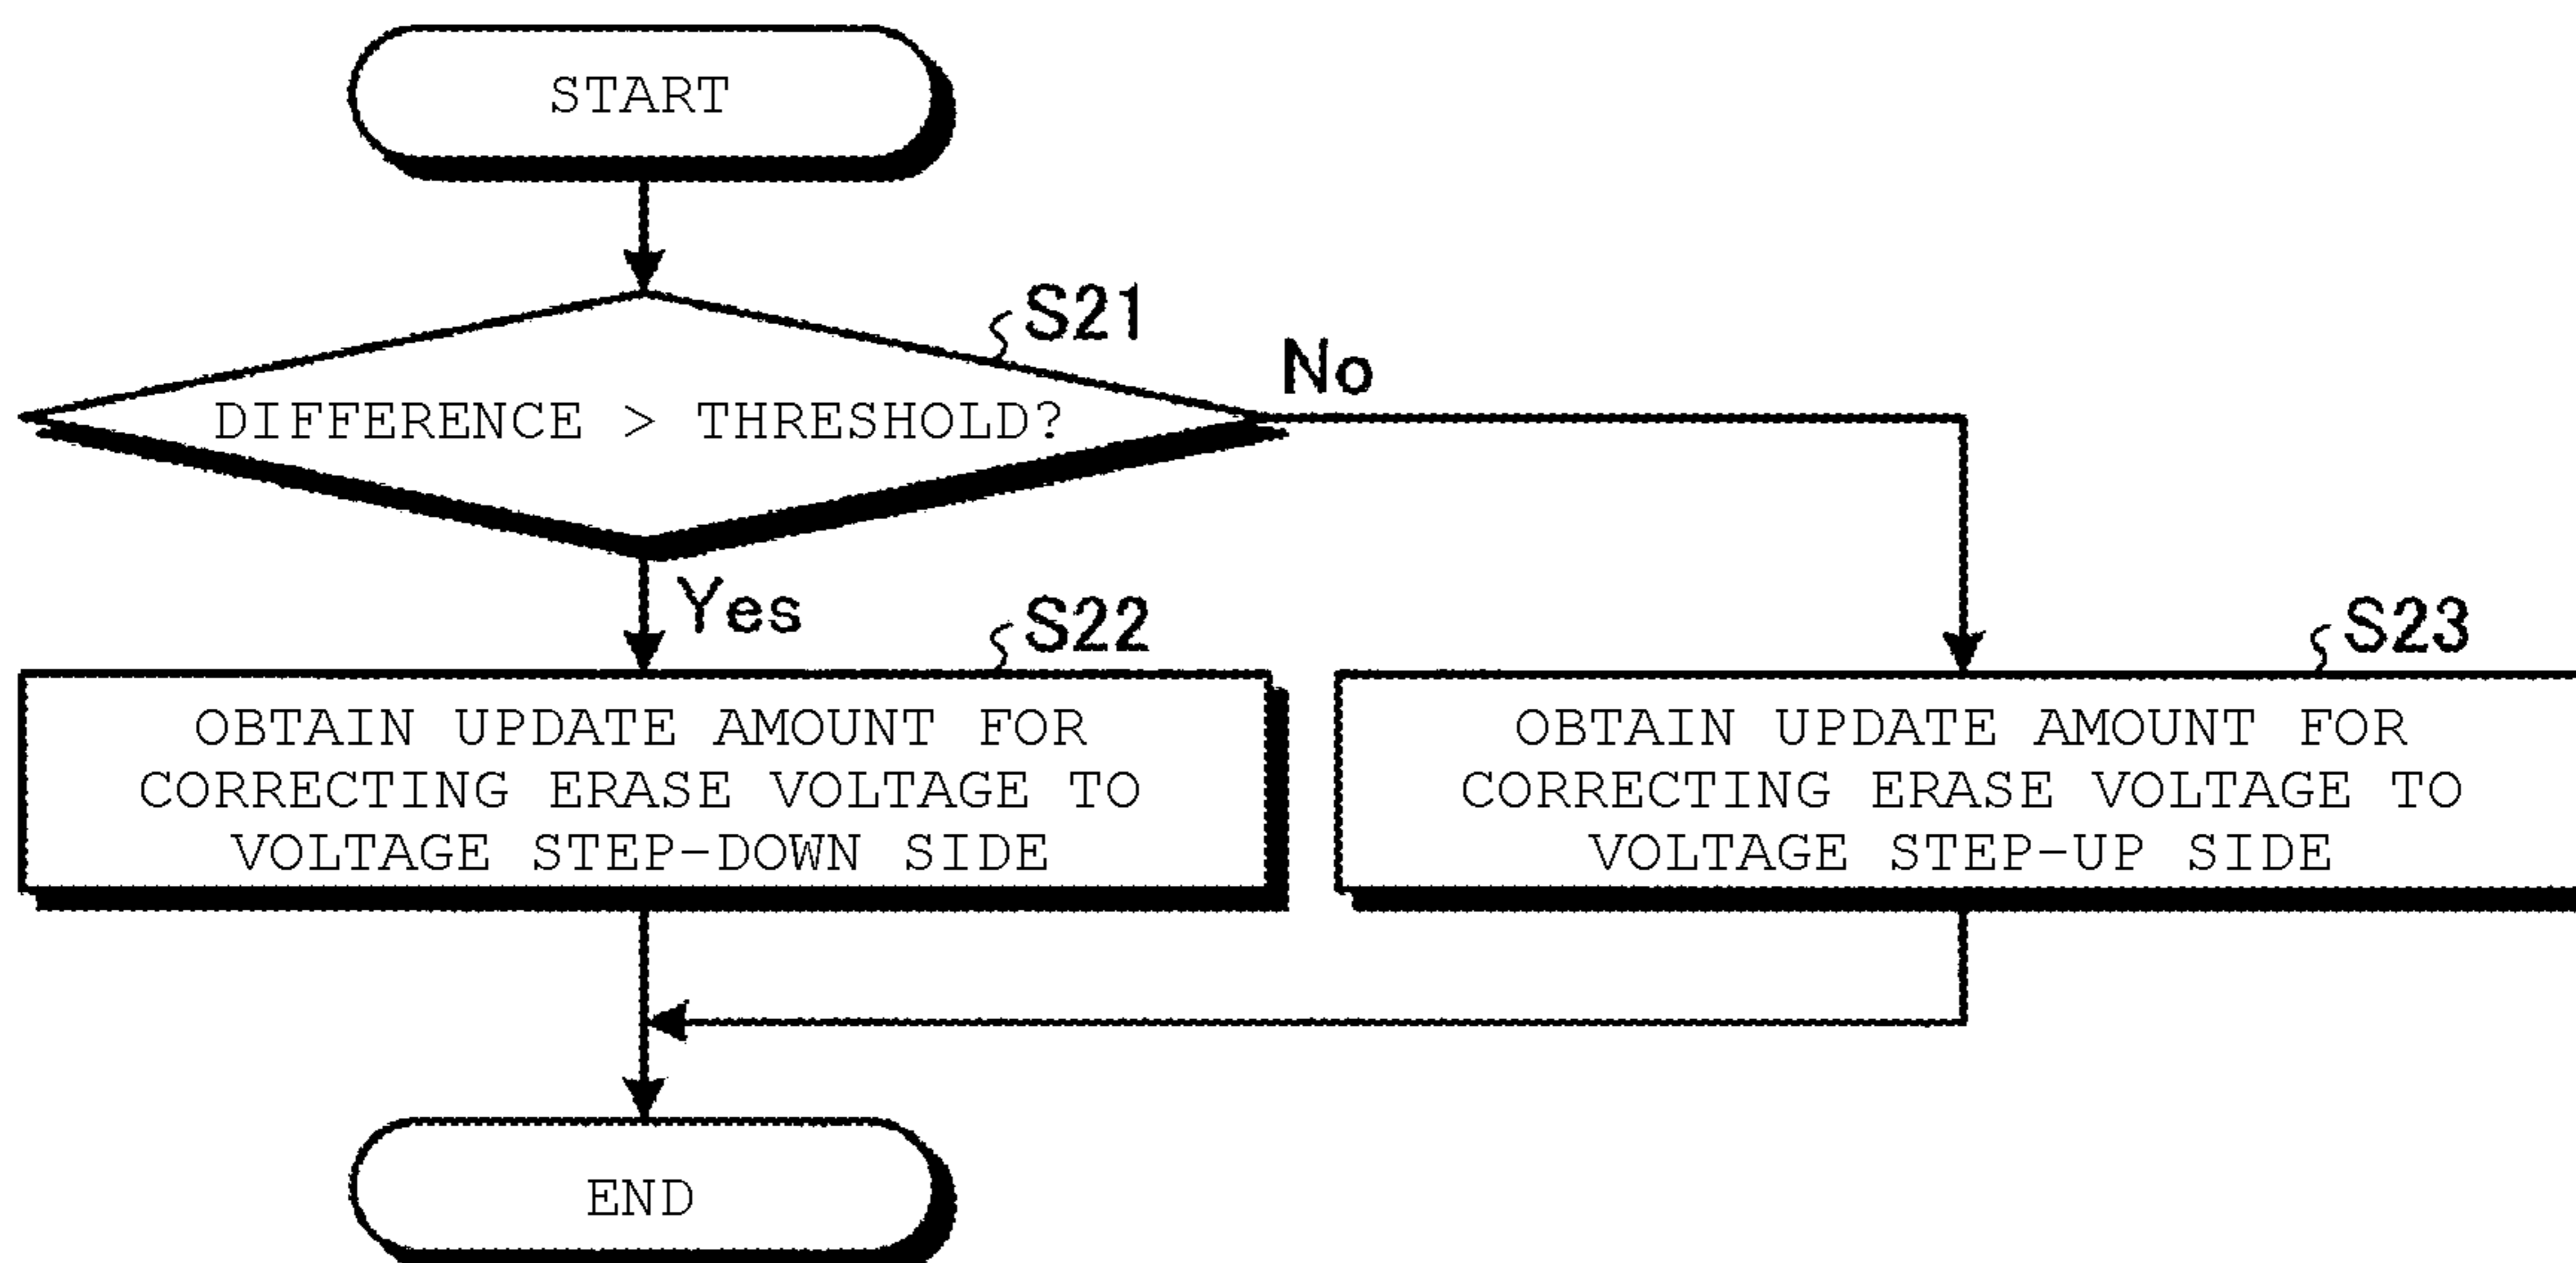 START
S21
No
DIFFERENCE > THRESHOLD?
Yes
S22
S23
OBTAIN UPDATE AMOUNT FOR
CORRECTING ERASE VOLTAGE TO
VOLTAGE STEP-DOWN SIDE
OBTAIN UPDATE AMOUNT FOR
CORRECTING ERASE VOLTAGE TO
VOLTAGE STEP-UP SIDE
END